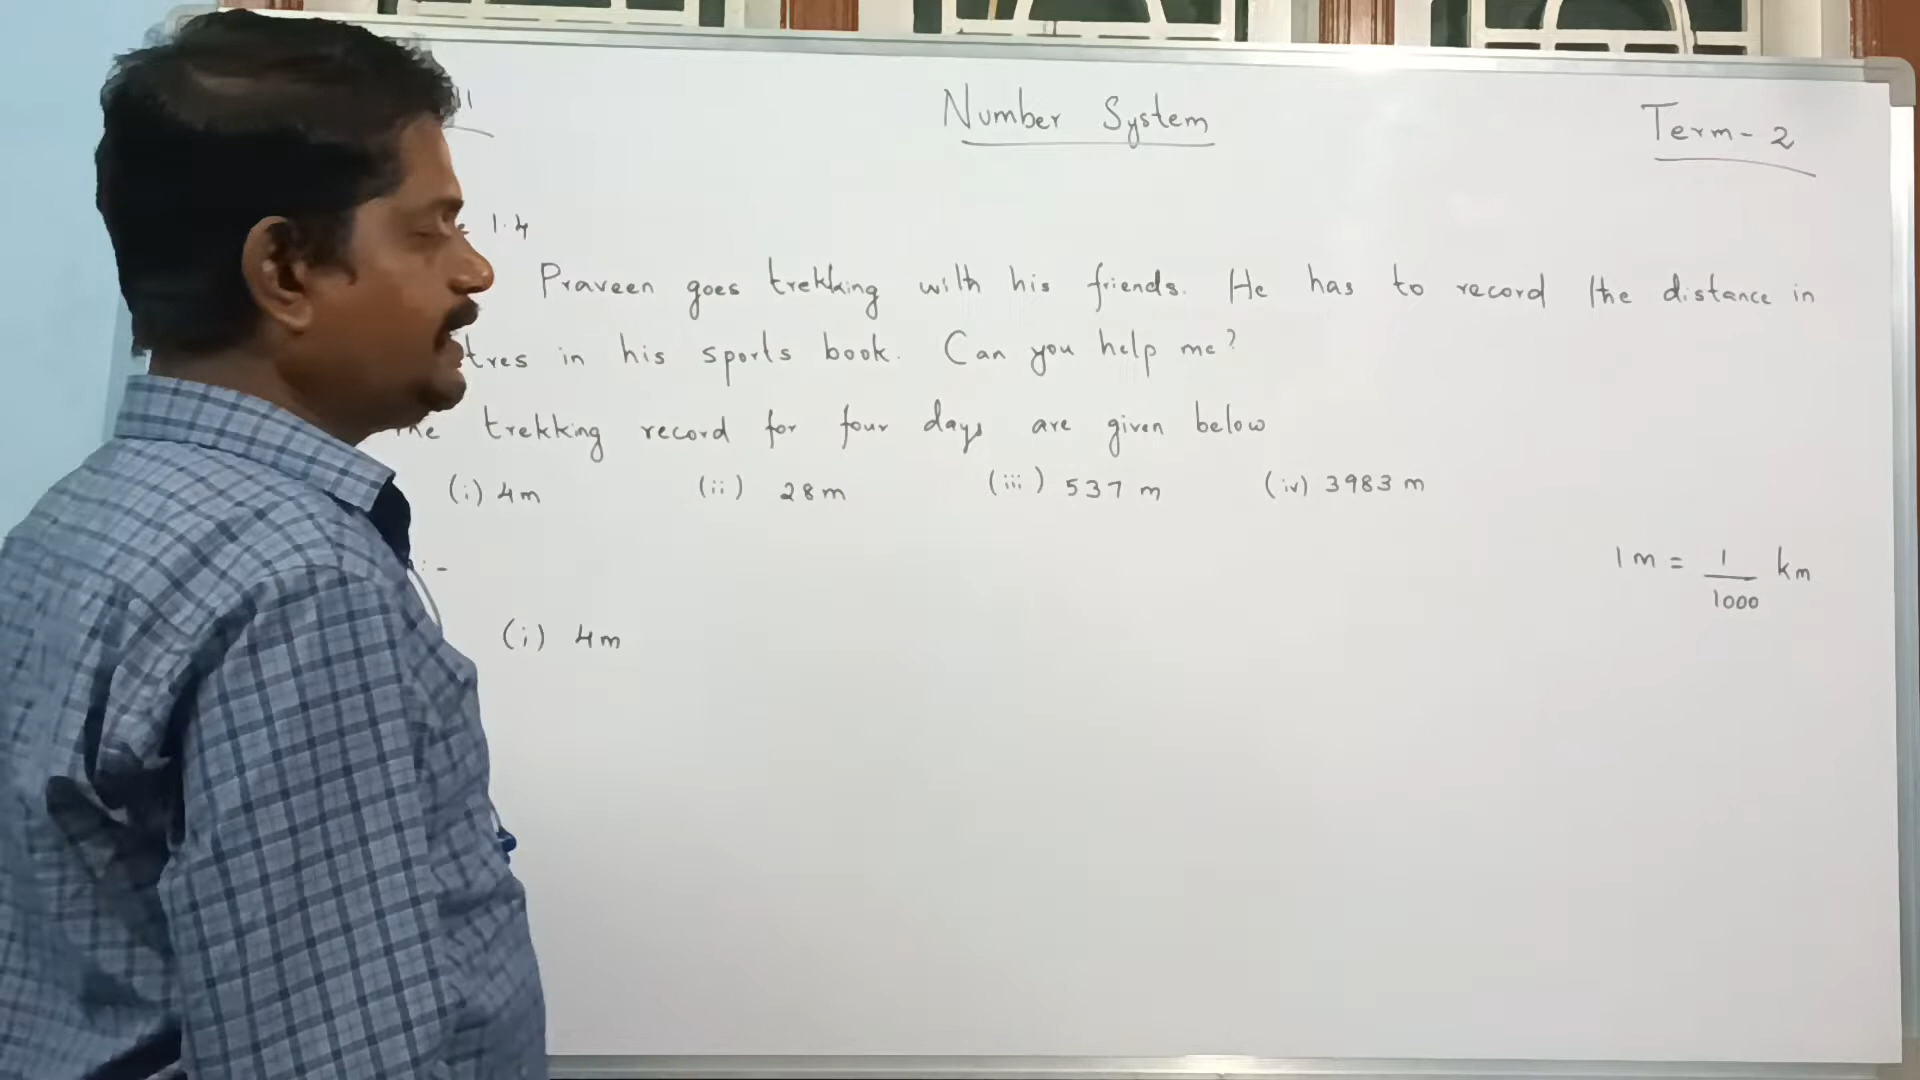 Number System
Term - 2
1.4
Praveen goes trekking with his friends. He has to record the distance in
tres in his sports book. Can you help me?
trekking record for four days are given below
(i) 4m (ii) 28m (iii) 537 m (iv) 3983 m
1 m = 1/1000 km
(i) 4m